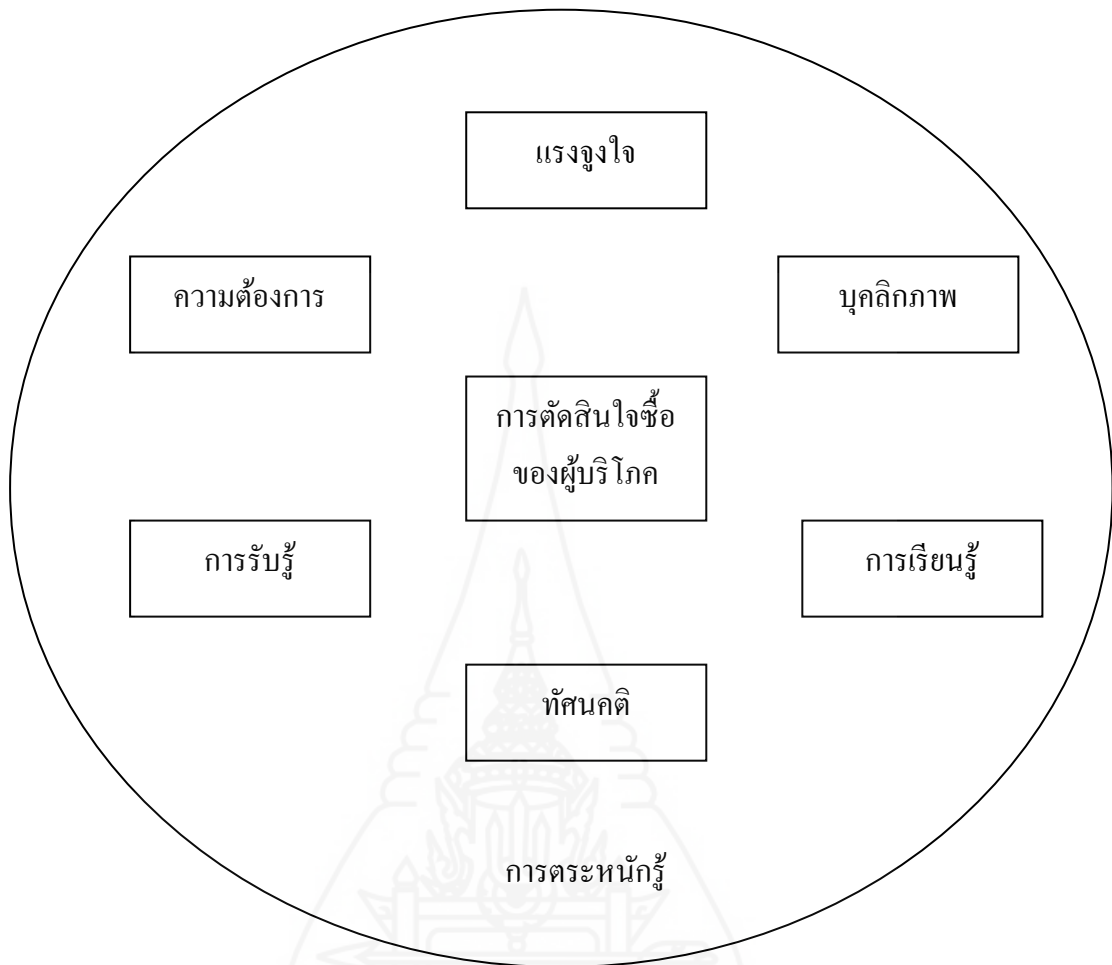 แรงจูงใจ
ความต้องการ
บุคลิกภาพ
การตัดสินใจซื้อ
ของผู้บริโภค
การรับรู้
การเรียนรู้
ทัศนคติ
การตระหนักรู้